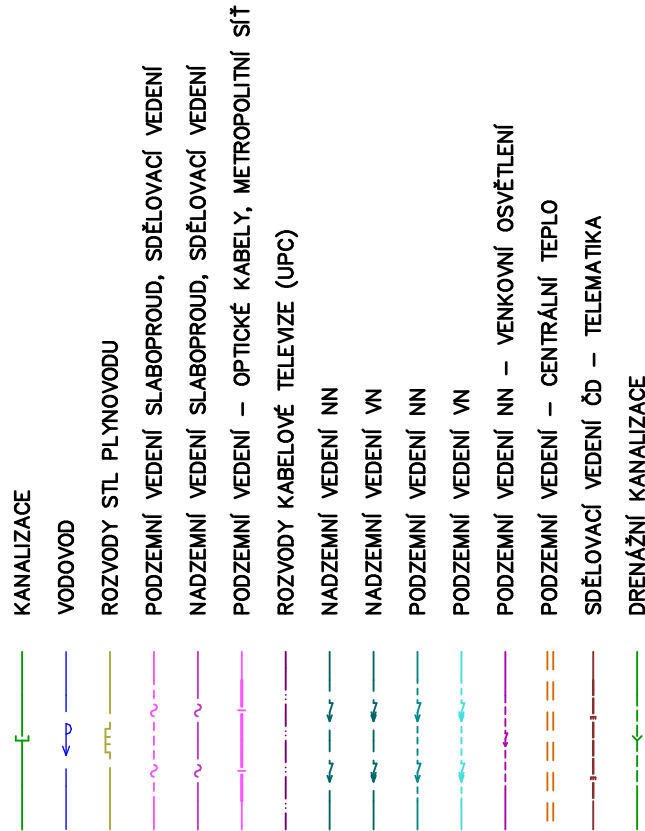 KANALIZACE
VODOVOD
ROZVODY STL PLYNOVODU
PODZEMNÍ VEDENÍ SLABOPROUD, SDĚLOVACÍ VEDENÍ
NADZEMNÍ VEDENÍ SLABOPROUD, SDĚLOVACÍ VEDENÍ
PODZEMNÍ VEDENÍ – OPTICKÉ KABELY, METROPOLITNÍ SÍŤ
ROZVODY KABELOVÉ TELEVIZE (UPC)
NADZEMNÍ VEDENÍ NN
NADZEMNÍ VEDENÍ VN
PODZEMNÍ VEDENÍ NN
PODZEMNÍ VEDENÍ VN
PODZEMNÍ VEDENÍ NN – VENKOVNÍ OSVĚTLENÍ
PODZEMNÍ VEDENÍ – CENTRÁLNÍ TEPLO
SDĚLOVACÍ VEDENÍ ČD – TELEMATIKA
DRENÁŽNÍ KANALIZACE